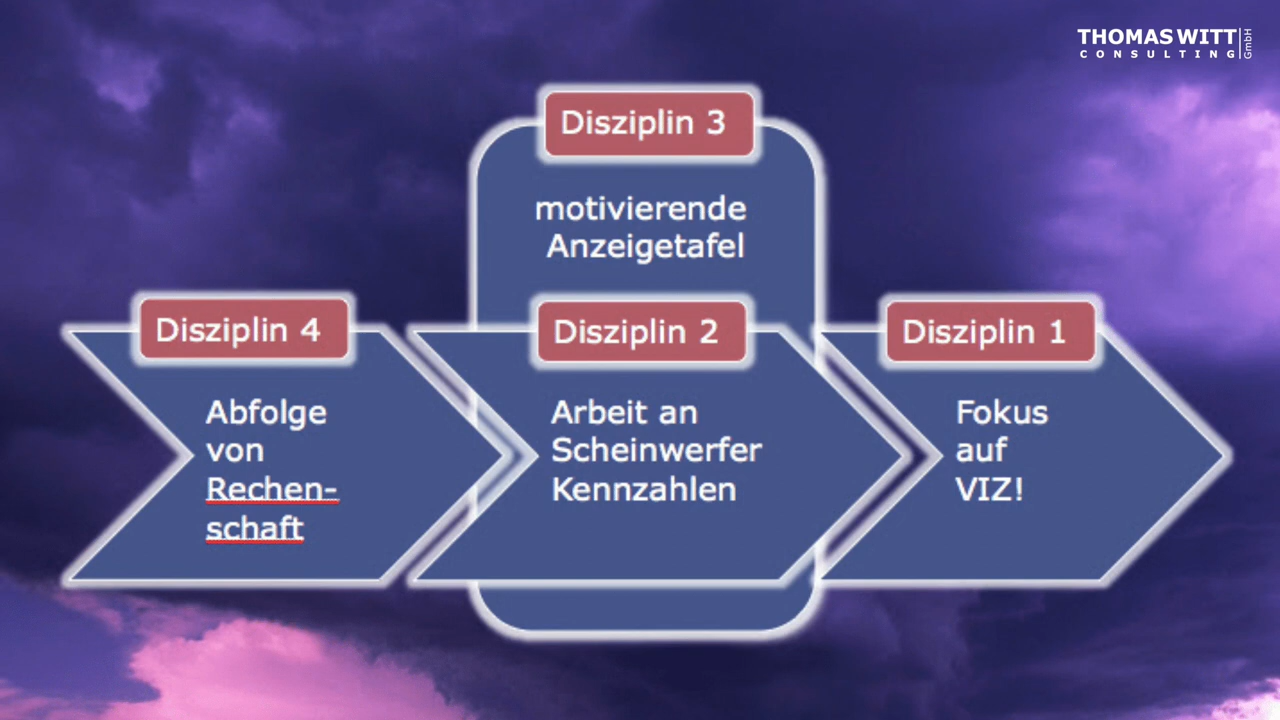 THOMAS WITT
CONSULTING
GmbH
Disziplin 3
motivierende
Anzeigetafel
Disziplin 4
Abfolge
von
Rechen-
schaft
Disziplin 2
Arbeit an
Scheinwerfer
Kennzahlen
Disziplin 1
Fokus
auf
VIZ!